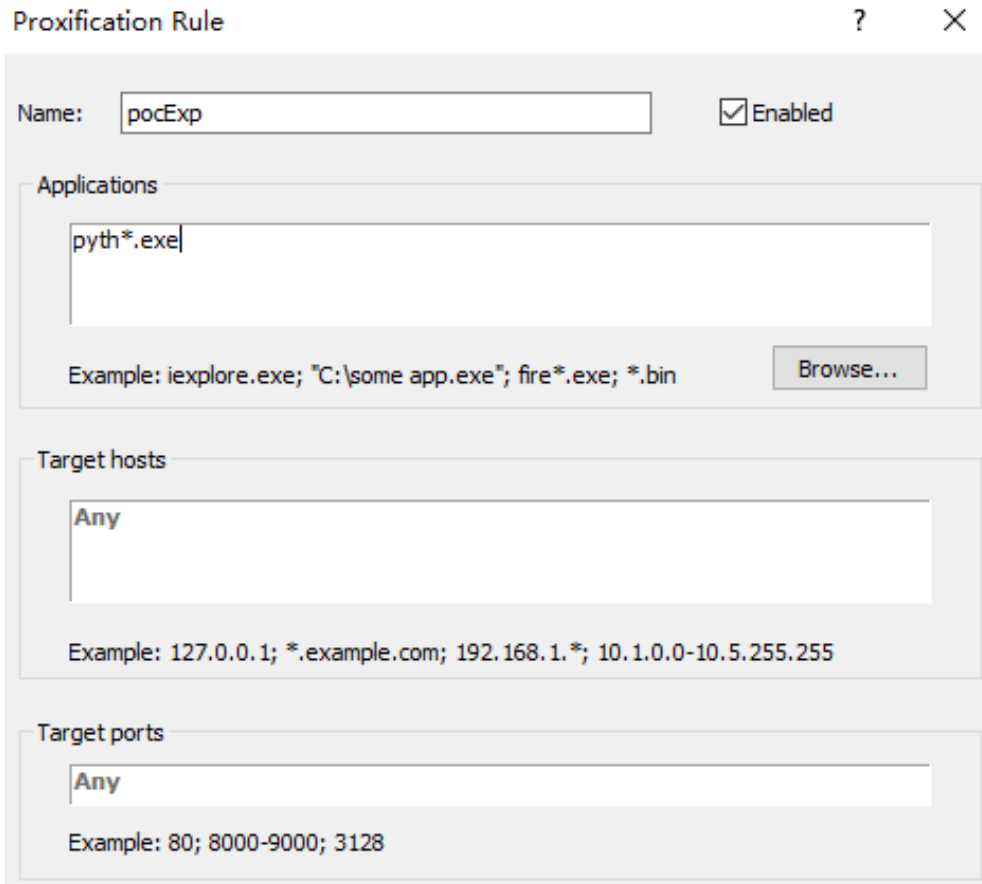 Proxification Rule ? ✕
Name: pocExp Enabled
Applications
pyth*.exe
Example: iexplore.exe; "C:\some app.exe"; fire*.exe; *.bin Browse...
Target hosts
Any
Example: 127.0.0.1; *.example.com; 192.168.1.*; 10.1.0.0-10.5.255.255
Target ports
Any
Example: 80; 8000-9000; 3128